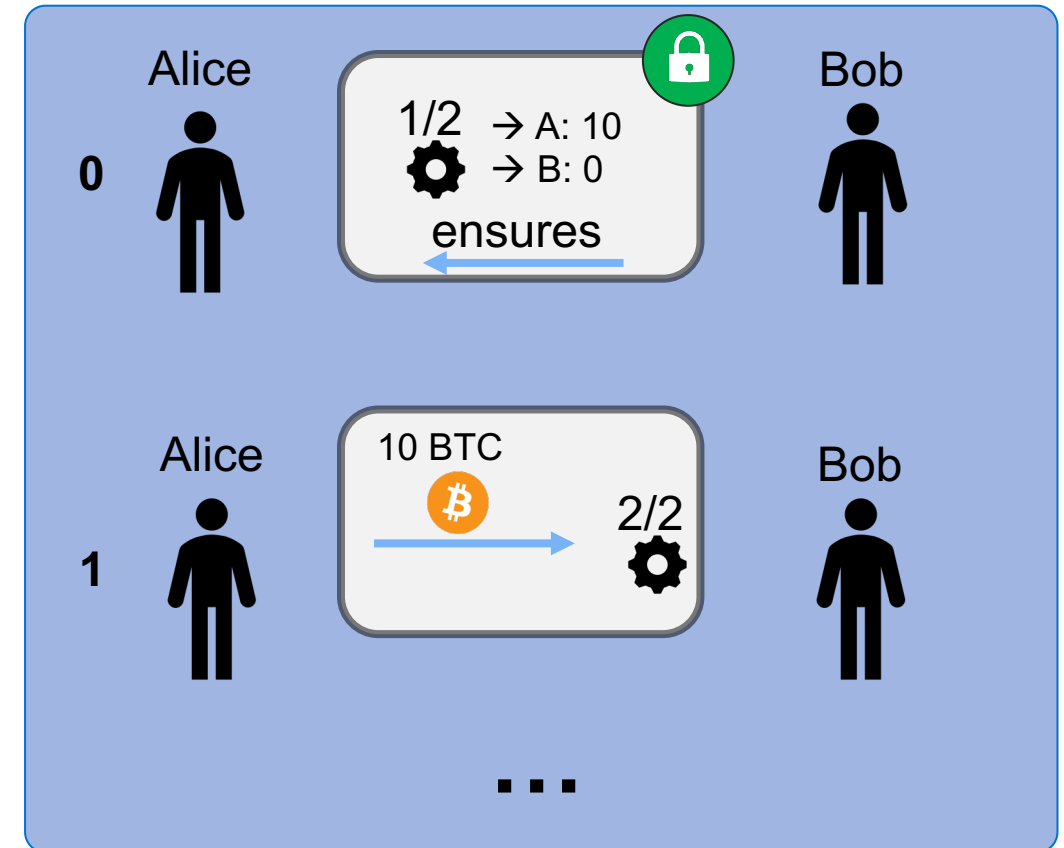 Alice
Bob
1/2 → A: 10
0
→ B: 0
ensures
Alice
10 BTC
Bob
2/2
1
...